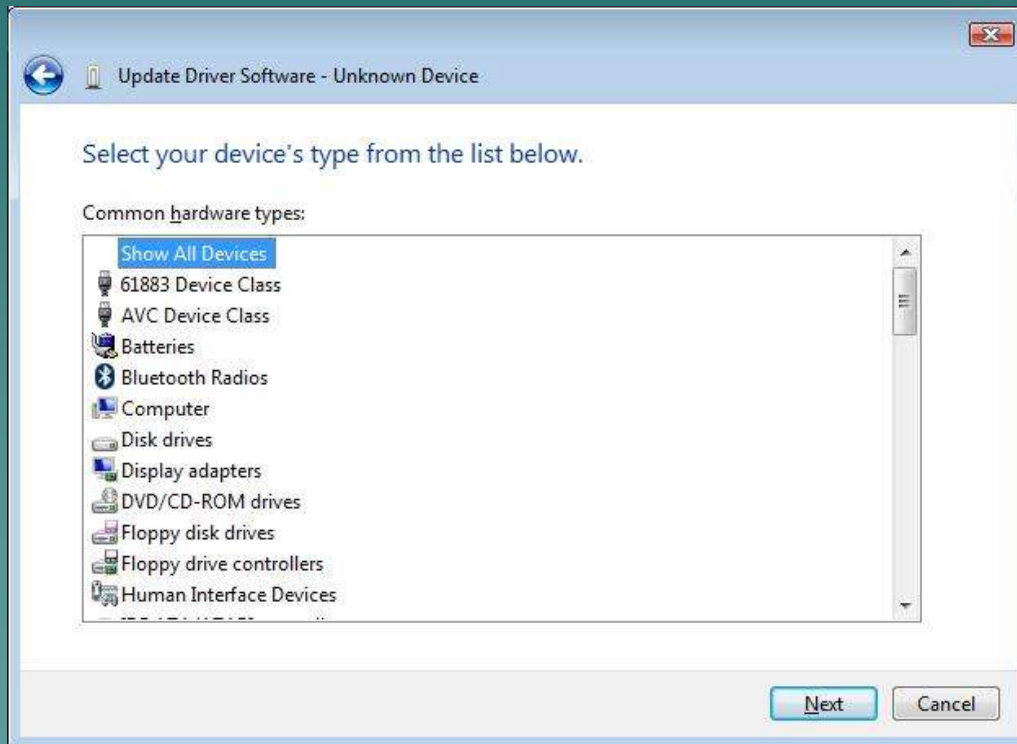 Update Driver Software - Unknown Device
Select your device's type from the list below.
Common hardware types:
Show All Devices
61883 Device Class
AVC Device Class
Batteries
Bluetooth Radios
Computer
Disk drives
Display adapters
DVD/CD-ROM drives
Floppy disk drives
Floppy drive controllers
Human Interface Devices
Next
Cancel